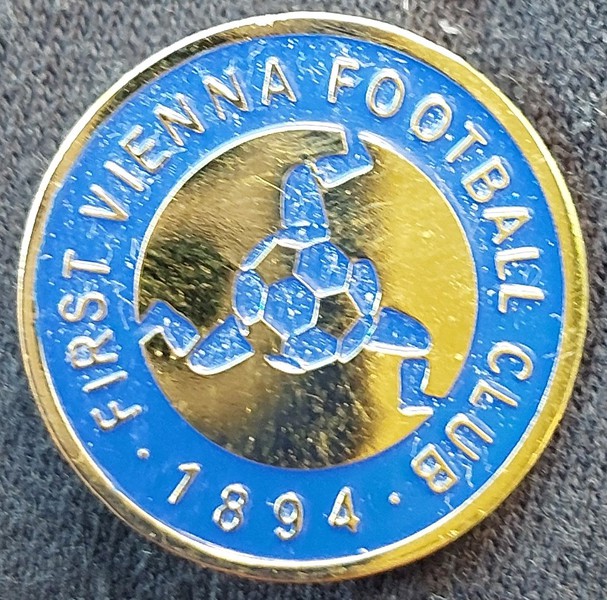 FIRST VIENNA FOOTBALL CLUB
· 1894 ·